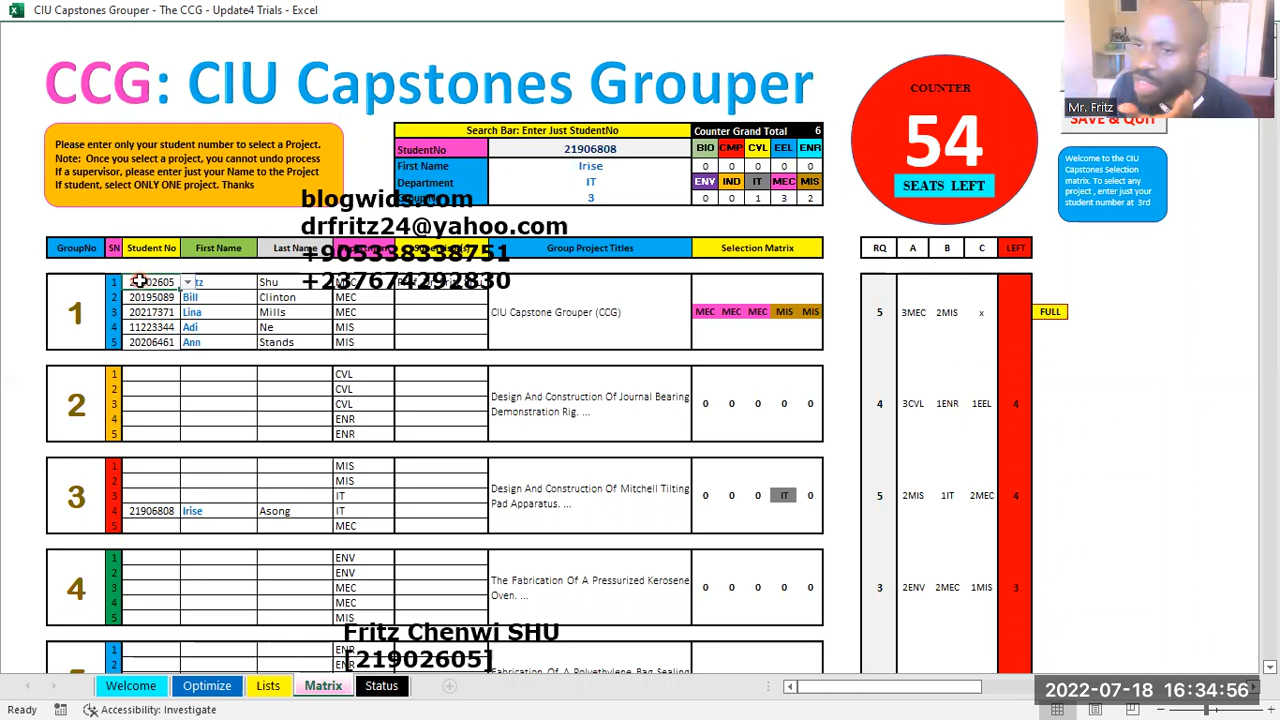 CIU Capstones Grouper - The CCG - Update4 Trials - Excel
CCG: CIU Capstones Grouper
COUNTER
54
SEATS LEFT
Mr. Fritz
SAVE & QUIT
Please enter only your student number to select a Project.
Note: Once you select a project, you cannot undo process
If a supervisor, please enter just your Name to the Project
If student, select ONLY ONE project. Thanks
Search Bar: Enter Just StudentNo
Counter Grand Total 6
StudentNo 21906808 BIO CMP CYL EEL ENR
First Name Irise 0 0 0 0 0
Department IT ENV IND IT MEC MIS
3 0 0 1 3 2
Welcome to the CIU
Capstones Selection
matrix. To select any
project , enter just your
student number at 3rd
blogwids.com
drfritz24@yahoo.com
+905338338751
+237674292830
GroupNo SN Student No First Name Last Name Group Project Titles Selection Matrix RQ A B C LEFT
1
1 Shu MEC
2 20195089 Bill Clinton MEC
3 20217371 Lina Mills MEC CIU Capstone Grouper (CCG) MEC MEC MEC MIS MIS 5 3MEC 2MIS x FULL
4 11223344 Adi Ne MIS
5 20206461 Ann Stands MIS
2
1 CVL
2 CVL
3 CVL
4 ENR
5 ENR
Design And Construction Of Journal Bearing
Demonstration Rig. ...
0 0 0 0 0 4 3CVL 1ENR 1EEL 4
3
1 MIS
2 MIS
3 IT
4 21906808 Irise Asong IT
5 MEC
Design And Construction Of Mitchell Tilting
Pad Apparatus. ...
0 0 0 IT 0 5 2MIS 1IT 2MEC 4
4
1 ENV
2 ENV
3 MEC
4 MEC
5 MIS
The Fabrication Of A Pressurized Kerosene
Oven. ...
0 0 0 0 0 3 2ENV 2MEC 1MIS 3
1 ENR
2
Fabrication Of A Polyethylene Bag Sealing
Fritz Chenwi SHU
[21902605]
Welcome Optimize Lists Matrix Status
2022-07-18 16:34:56
Ready Accessibility: Investigate